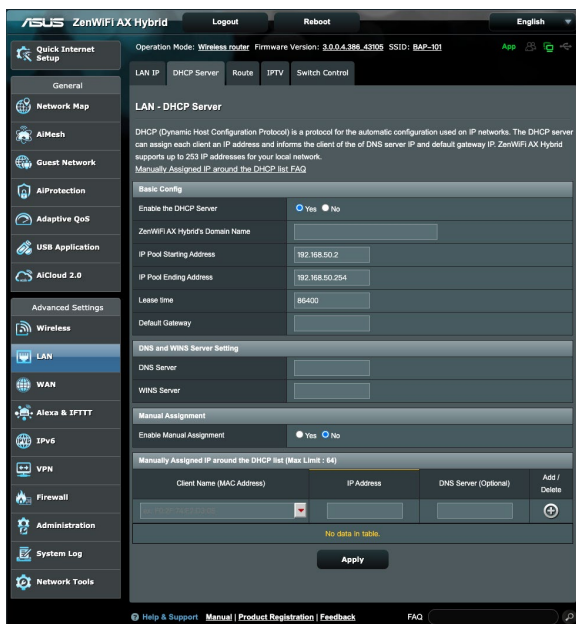 ASUS ZenWiFi AX Hybrid Logout Reboot English
Quick Internet Setup
General
Network Map
AiMesh
Guest Network
AiProtection
Adaptive QoS
USB Application
AiCloud 2.0
Advanced Settings
Wireless
LAN
WAN
Alexa & IFTTT
IPv6
VPN
Firewall
Administration
System Log
Network Tools
Operation Mode: Wireless router Firmware Version: 3.0.0.4.386_43105 SSID: BAP-101 App
LAN IP DHCP Server Route IPTV Switch Control
LAN - DHCP Server
DHCP (Dynamic Host Configuration Protocol) is a protocol for the automatic configuration used on IP networks. The DHCP server
can assign each client an IP address and informs the client of the of DNS server IP and default gateway IP. ZenWiFi AX Hybrid
supports up to 253 IP addresses for your local network.
Manually Assigned IP around the DHCP list FAQ
Basic Config
Enable the DHCP Server Yes No
ZenWiFi AX Hybrid's Domain Name
IP Pool Starting Address 192.168.50.2
IP Pool Ending Address 192.168.50.254
Lease time 86400
Default Gateway
DNS and WINS Server Setting
DNS Server
WINS Server
Manual Assignment
Enable Manual Assignment Yes No
Manually Assigned IP around the DHCP list (Max Limit : 64)
Client Name (MAC Address) IP Address DNS Server (Optional) Add / Delete
No data in table.
Apply
Help & Support Manual | Product Registration | Feedback FAQ